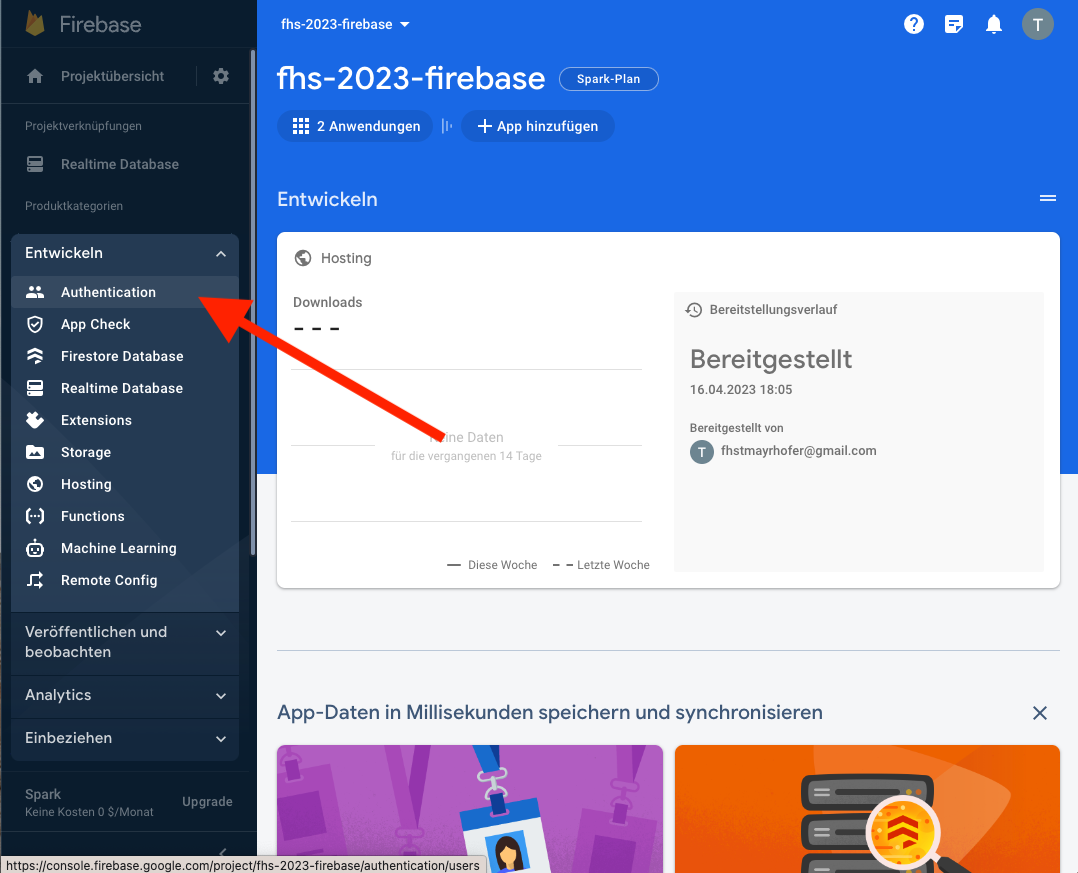 Firebase
Projektübersicht
Projektverknüpfungen
Realtime Database
Produktkategorien
Entwickeln
Authentication
App Check
Firestore Database
Realtime Database
Extensions
Storage
Hosting
Functions
Machine Learning
Remote Config
Veröffentlichen und
beobachten
Analytics
Einbeziehen
Spark
Keine Kosten 0 $/Monat
Upgrade
https://console.firebase.google.com/project/fhs-2023-firebase/authentication/users
fhs-2023-firebase
T
fhs-2023-firebase
Spark-Plan
2 Anwendungen
App hinzufügen
Entwickeln
Hosting
Downloads
- - -
Daten
für die vergangenen 14 Tage
Diese Woche
Letzte Woche
Bereitstellungsverlauf
Bereitgestellt
16.04.2023 18:05
Bereitgestellt von
T
fhstmayrhofer@gmail.com
App-Daten in Millisekunden speichern und synchronisieren